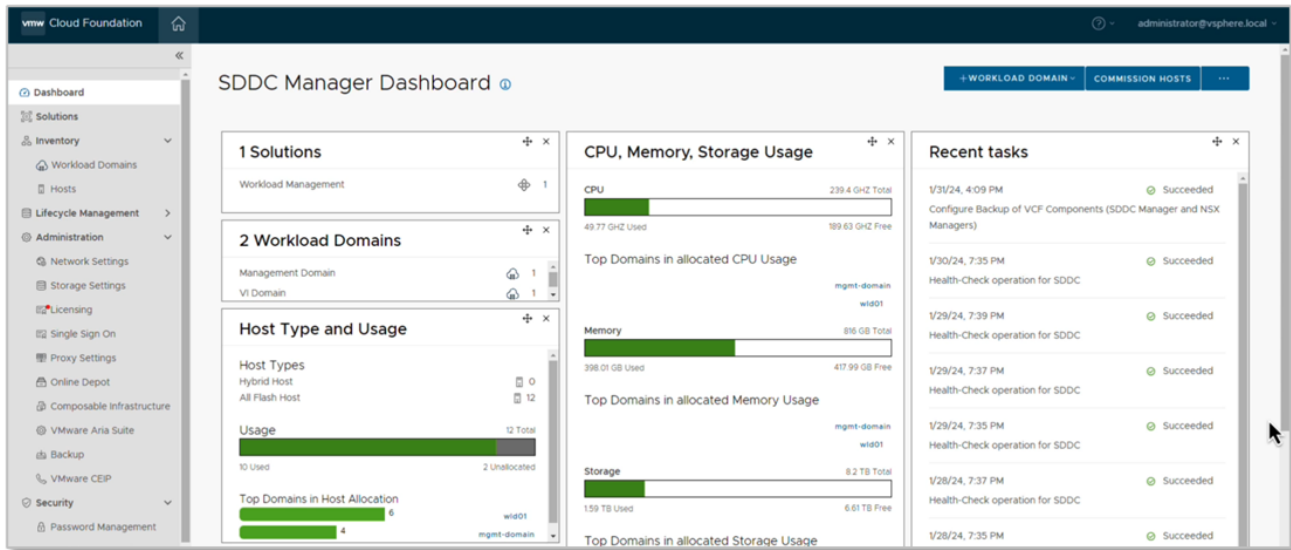 vmw Cloud Foundation
administrator@vsphere.local
Dashboard
Solutions
Inventory
Workload Domains
Hosts
Lifecycle Management
Administration
Network Settings
Storage Settings
Licensing
Single Sign On
Proxy Settings
Online Depot
Composable Infrastructure
VMware Aria Suite
Backup
VMware CEIP
Security
Password Management
SDDC Manager Dashboard
+WORKLOAD DOMAIN
COMMISSION HOSTS
...
1 Solutions
Workload Management 1
2 Workload Domains
Management Domain 1
VI Domain 1
Host Type and Usage
Host Types
Hybrid Host 0
All Flash Host 12
Usage 12 Total
10 Used 2 Unallocated
Top Domains in Host Allocation
6 wld01
4 mgmt-domain
CPU, Memory, Storage Usage
CPU 239.4 GHZ Total
49.77 GHZ Used 189.63 GHZ Free
Top Domains in allocated CPU Usage
mgmt-domain
wld01
Memory 816 GB Total
398.01 GB Used 417.99 GB Free
Top Domains in allocated Memory Usage
mgmt-domain
wld01
Storage 8.2 TB Total
1.59 TB Used 6.61 TB Free
Top Domains in allocated Storage Usage
Recent tasks
1/31/24, 4:09 PM Succeeded
Configure Backup of VCF Components (SDDC Manager and NSX
Managers)
1/30/24, 7:35 PM Succeeded
Health-Check operation for SDDC
1/29/24, 7:39 PM Succeeded
Health-Check operation for SDDC
1/29/24, 7:37 PM Succeeded
Health-Check operation for SDDC
1/29/24, 7:35 PM Succeeded
Health-Check operation for SDDC
1/28/24, 7:37 PM Succeeded
Health-Check operation for SDDC
1/28/24, 7:35 PM Succeeded